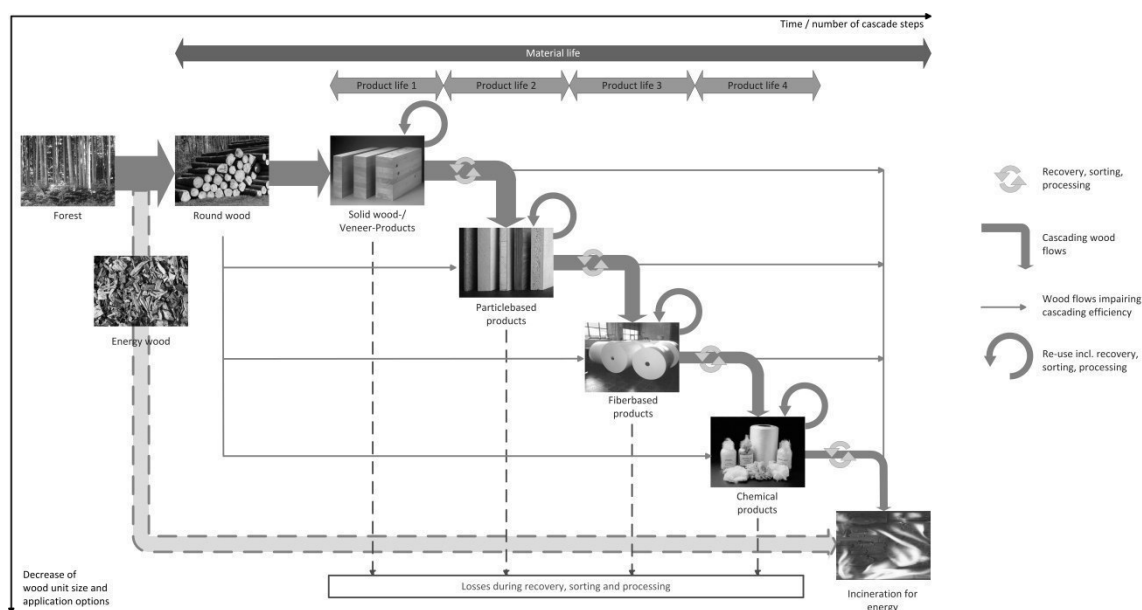 Time / number of cascade steps
Material life
Product life 1
Product life 2
Product life 3
Product life 4
Forest
Round wood
Solid wood-/
Veneer-Products
Energy wood
Particlebased
products
Fiberbased
products
Chemical
products
Incineration for
energy
Losses during recovery, sorting and processing
Decrease of
wood unit size and
application options
Recovery, sorting,
processing
Cascading wood
flows
Wood flows impairing
cascading efficiency
Re-use incl. recovery,
sorting, processing